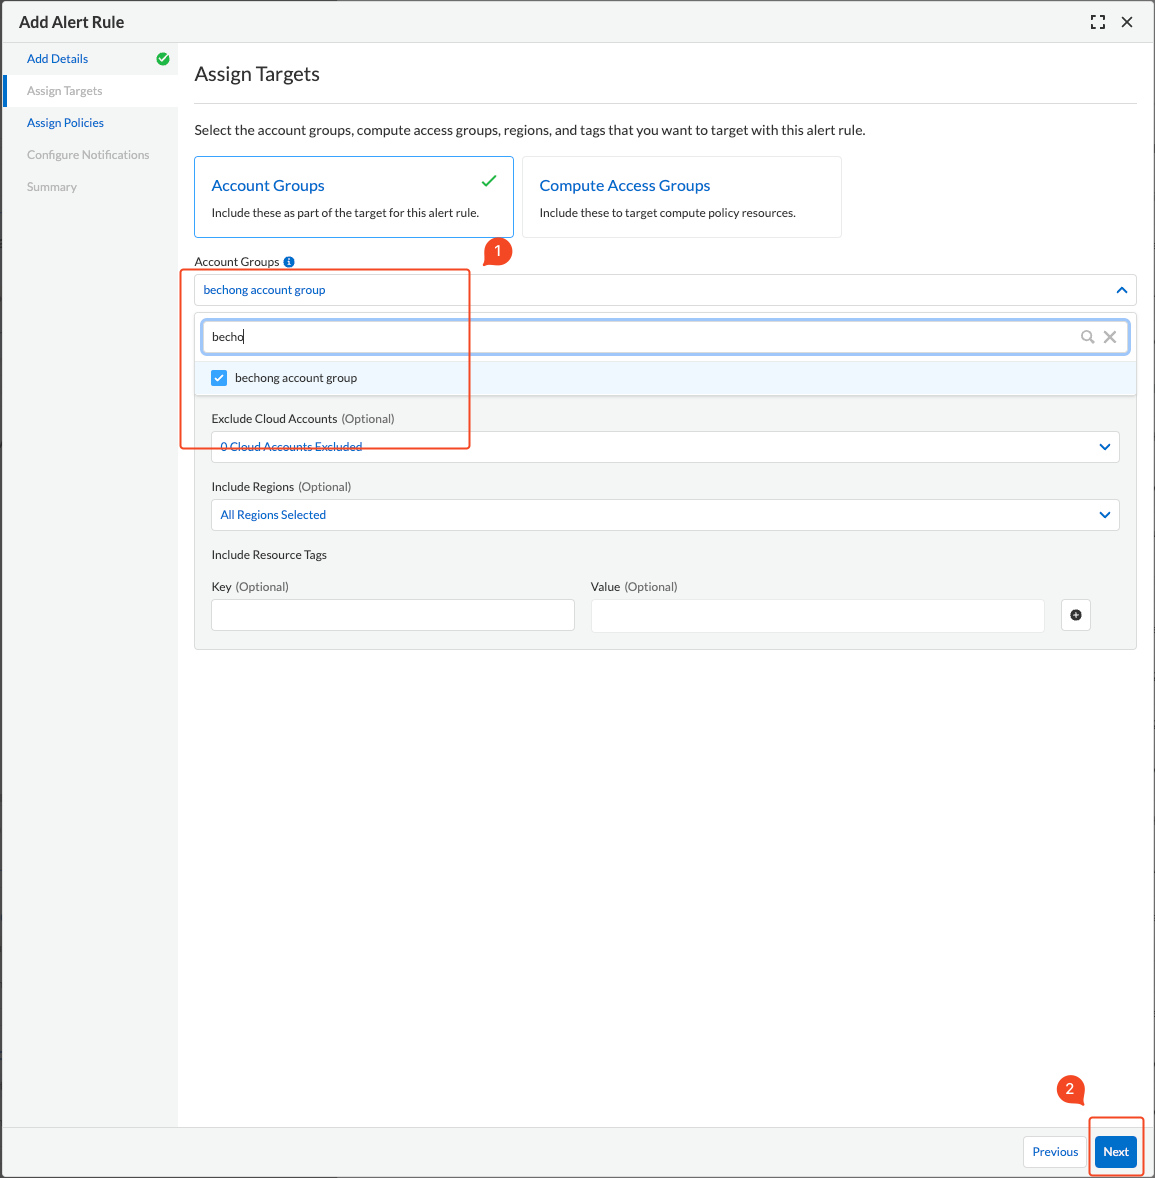 Add Alert Rule
Add Details
Assign Targets
Assign Policies
Configure Notifications
Summary
Assign Targets
Select the account groups, compute access groups, regions, and tags that you want to target with this alert rule.
Account Groups
Include these as part of the target for this alert rule.
Compute Access Groups
Include these to target compute policy resources.
1
Account Groups
bechong account group
becho
bechong account group
Exclude Cloud Accounts (Optional)
0 Cloud Accounts Excluded
Include Regions (Optional)
All Regions Selected
Include Resource Tags
Key (Optional) Value (Optional)
2
Previous Next